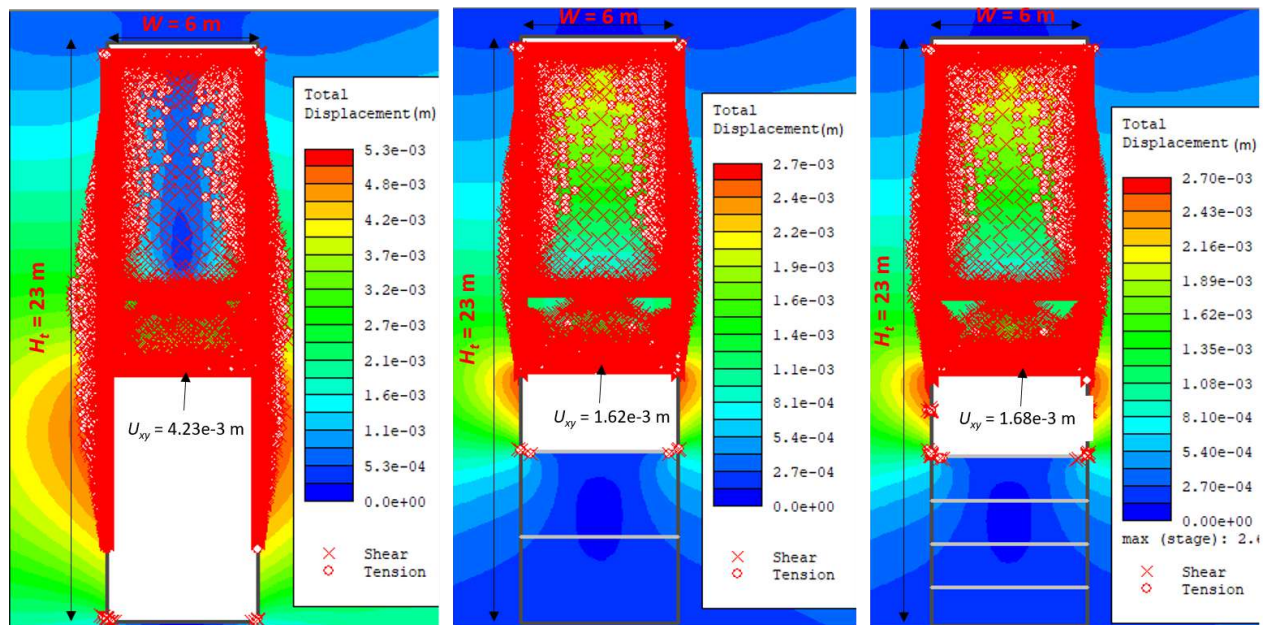 W = 6 m
Ht = 23 m
Uxy = 4.23e-3 m
Total
Displacement (m)
5.3e-03
4.8e-03
4.2e-03
3.7e-03
3.2e-03
2.7e-03
2.1e-03
1.6e-03
1.1e-03
5.3e-04
0.0e+00
Shear
Tension
W = 6 m
Ht = 23 m
Uxy = 1.62e-3 m
Total
Displacement (m)
2.7e-03
2.4e-03
2.2e-03
1.9e-03
1.6e-03
1.4e-03
1.1e-03
8.1e-04
5.4e-04
2.7e-04
0.0e+00
Shear
Tension
W = 6 m
Ht = 23 m
Uxy = 1.68e-3 m
Total
Displacement (m)
2.70e-03
2.43e-03
2.16e-03
1.89e-03
1.62e-03
1.35e-03
1.08e-03
8.10e-04
5.40e-04
2.70e-04
0.00e+00
max (stage): 2.
Shear
Tension